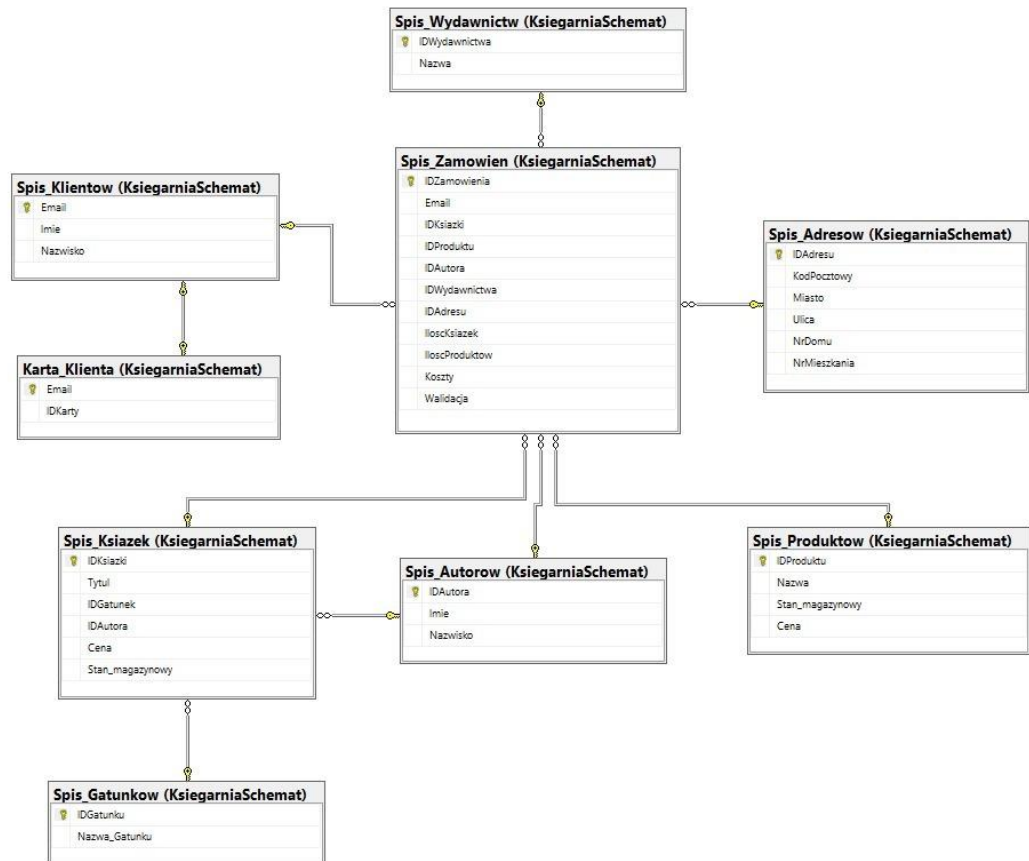 Spis_Wydawnictw (KsiegarniaSchemat)
IDWydawnictwa
Nazwa
Spis_Zamowien (KsiegarniaSchemat)
IDZamowienia
Email
IDKsiazki
IDProduktu
IDAutora
IDWydawnictwa
IDAdresu
IloscKsiazek
IloscProduktow
Koszty
Walidacja
Spis_Klientow (KsiegarniaSchemat)
Email
Imie
Nazwisko
Spis_Adresow (KsiegarniaSchemat)
IDAdresu
KodPocztowy
Miasto
Ulica
NrDomu
NrMieszkania
Karta_Klienta (KsiegarniaSchemat)
Email
IDKarty
Spis_Ksiazek (KsiegarniaSchemat)
IDKsiazki
Tytul
IDGatunek
IDAutora
Cena
Stan_magazynowy
Spis_Autorow (KsiegarniaSchemat)
IDAutora
Imie
Nazwisko
Spis_Produktow (KsiegarniaSchemat)
IDProduktu
Nazwa
Stan_magazynowy
Cena
Spis_Gatunkow (KsiegarniaSchemat)
IDGatunku
Nazwa_Gatunku